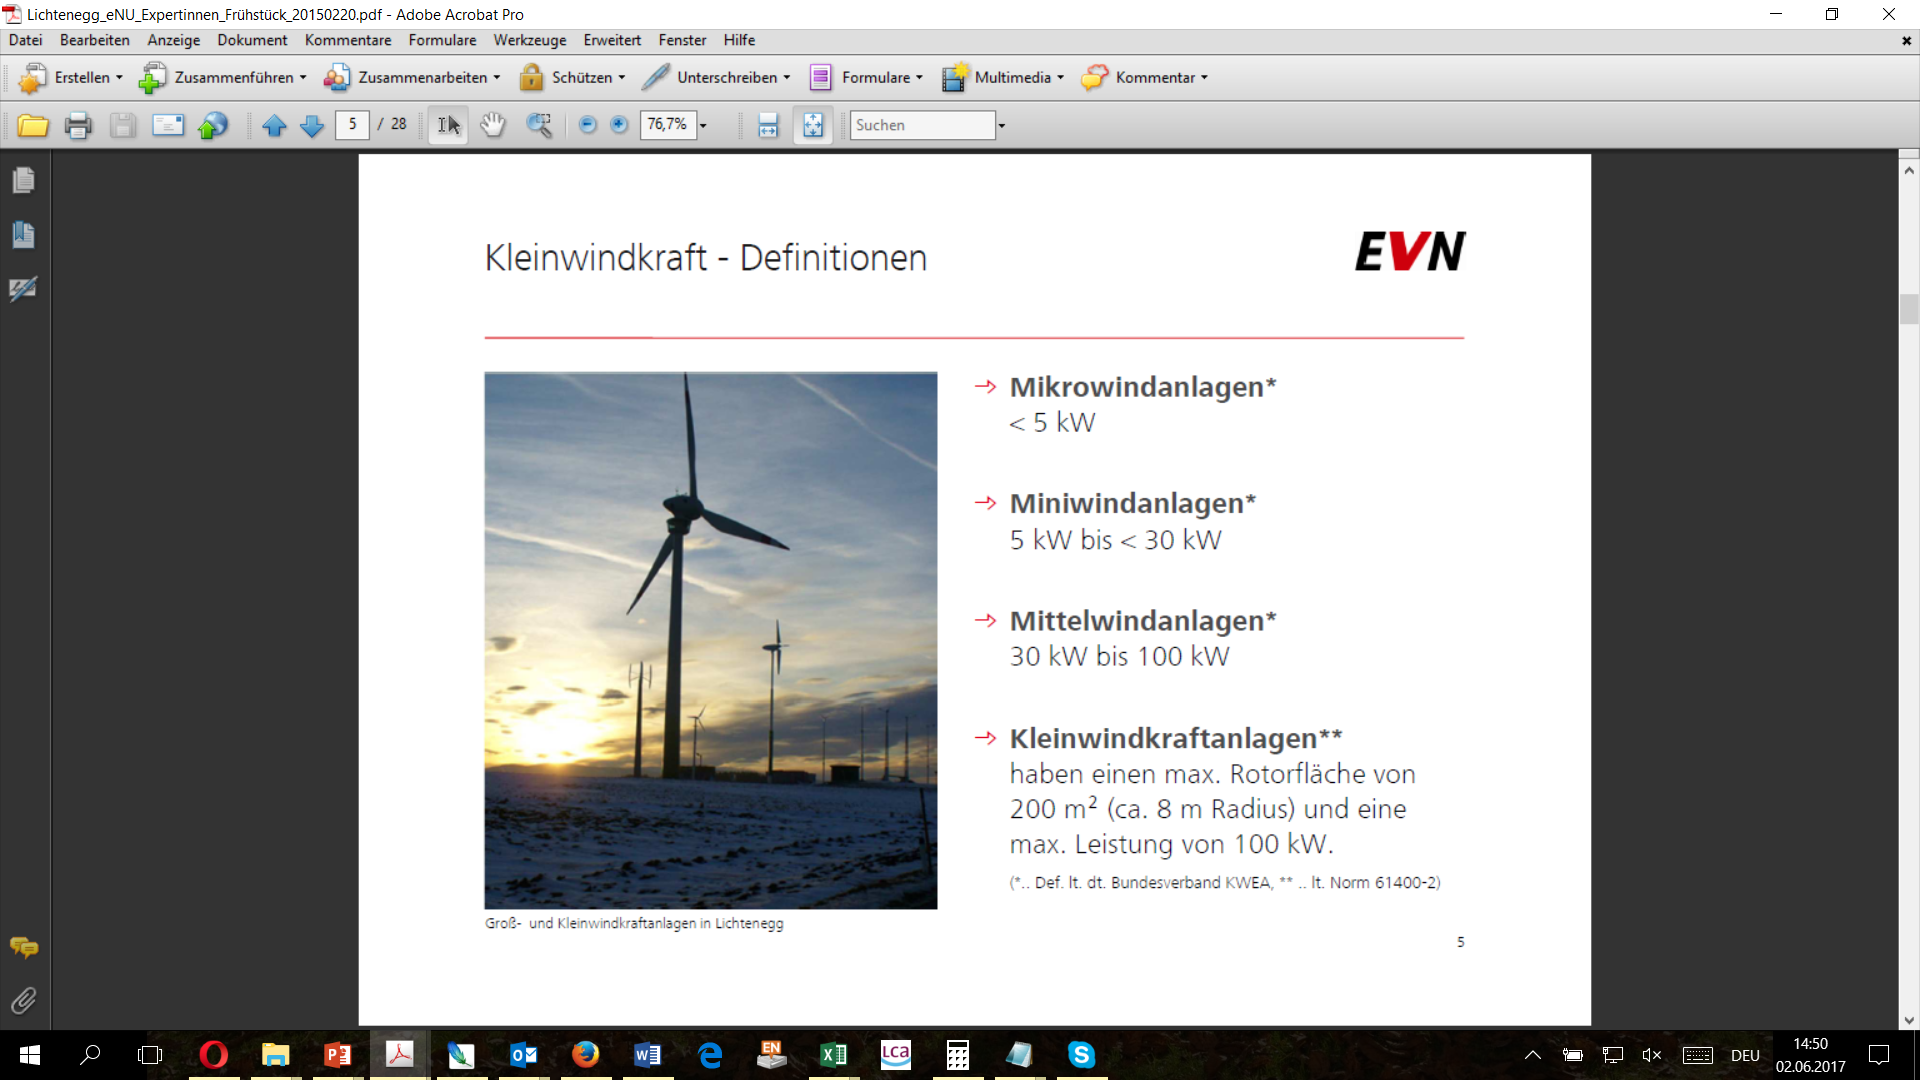 Lichtenegg_eNU_Expertinnen_Frühstück_20150220.pdf - Adobe Acrobat Pro
Datei Bearbeiten Anzeige Dokument Kommentare Formulare Werkzeuge Erweitert Fenster Hilfe
Erstellen Zusammenführen Zusammenarbeiten Schützen Unterschreiben Formulare Multimedia Kommentar
5 / 28 76,7% Suchen
Kleinwindkraft - Definitionen
EVN
Mikrowindanlagen*
< 5 kW
Miniwindanlagen*
5 kW bis < 30 kW
Mittelwindanlagen*
30 kW bis 100 kW
Kleinwindkraftanlagen**
haben einen max. Rotorfläche von
200 m² (ca. 8 m Radius) und eine
max. Leistung von 100 kW.
(*.. Def. lt. dt. Bundesverband KWEA, ** .. lt. Norm 61400-2)
Groß- und Kleinwindkraftanlagen in Lichtenegg
5
EN
LCA
DEU
14:50
02.06.2017